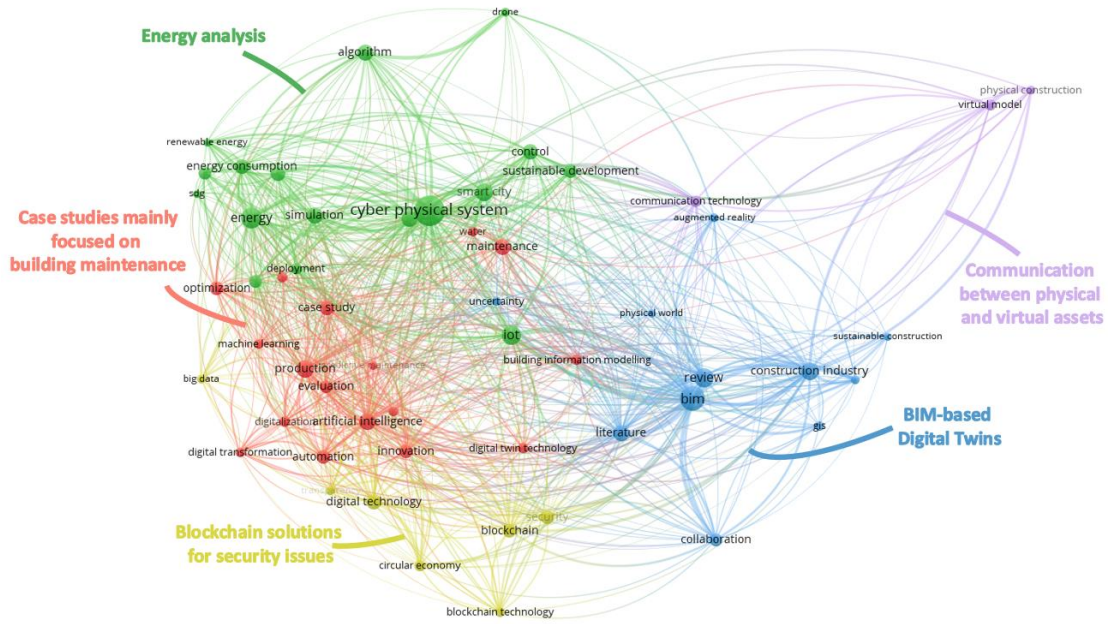 drone
Energy analysis
algorithm
physical construction
virtual model
renewable energy
control
energy consumption
sustainable development
sdg
smart city
communication technology
cyber physical system
energy
simulation
augmented reality
Case studies mainly
focused on
building maintenance
water
maintenance
deployment
Communication
between physical
and virtual assets
optimization
uncertainty
case study
physical world
iot
sustainable construction
machine learning
building information modelling
production
construction industry
big data
review
evaluation
bim
BIM-based
Digital Twins
digitalization
artificial intelligence
gis
literature
digital transformation
automation
innovation
digital twin technology
digital technology
security
Blockchain solutions
for security issues
blockchain
collaboration
circular economy
blockchain technology